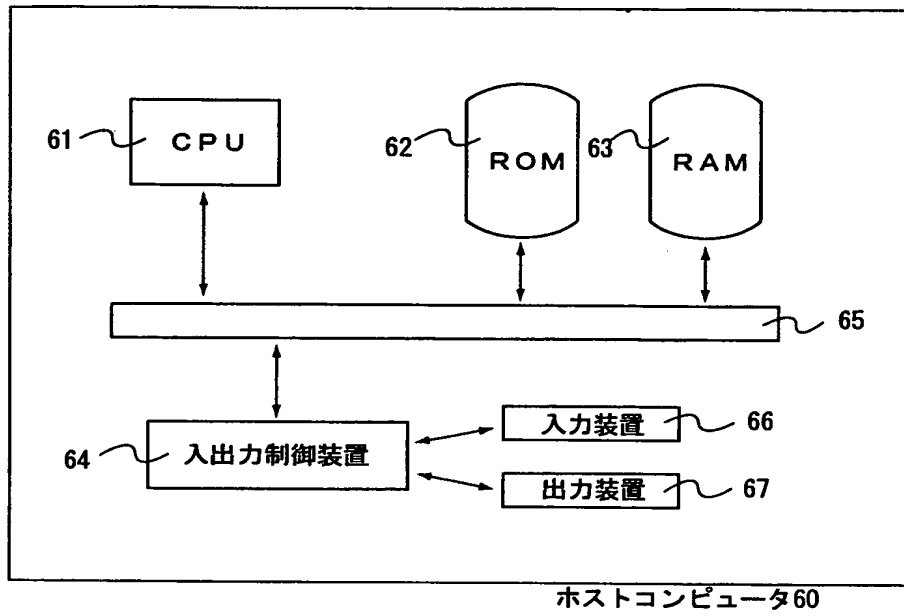 61
CPU
62
ROM
63
RAM
65
64
入出力制御装置
入力装置
66
出力装置
67
ホストコンピュータ60